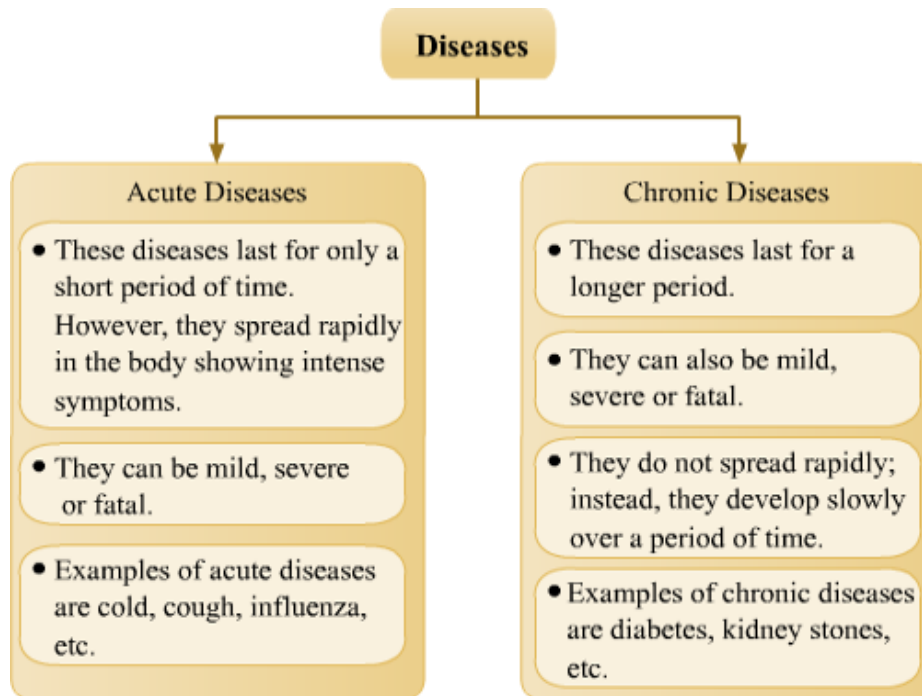 Diseases
Acute Diseases
• These diseases last for only a
short period of time.
However, they spread rapidly
in the body showing intense
symptoms.
• They can be mild, severe
or fatal.
• Examples of acute diseases
are cold, cough, influenza,
etc.
Chronic Diseases
• These diseases last for a
longer period.
• They can also be mild,
severe or fatal.
• They do not spread rapidly;
instead, they develop slowly
over a period of time.
• Examples of chronic diseases
are diabetes, kidney stones,
etc.